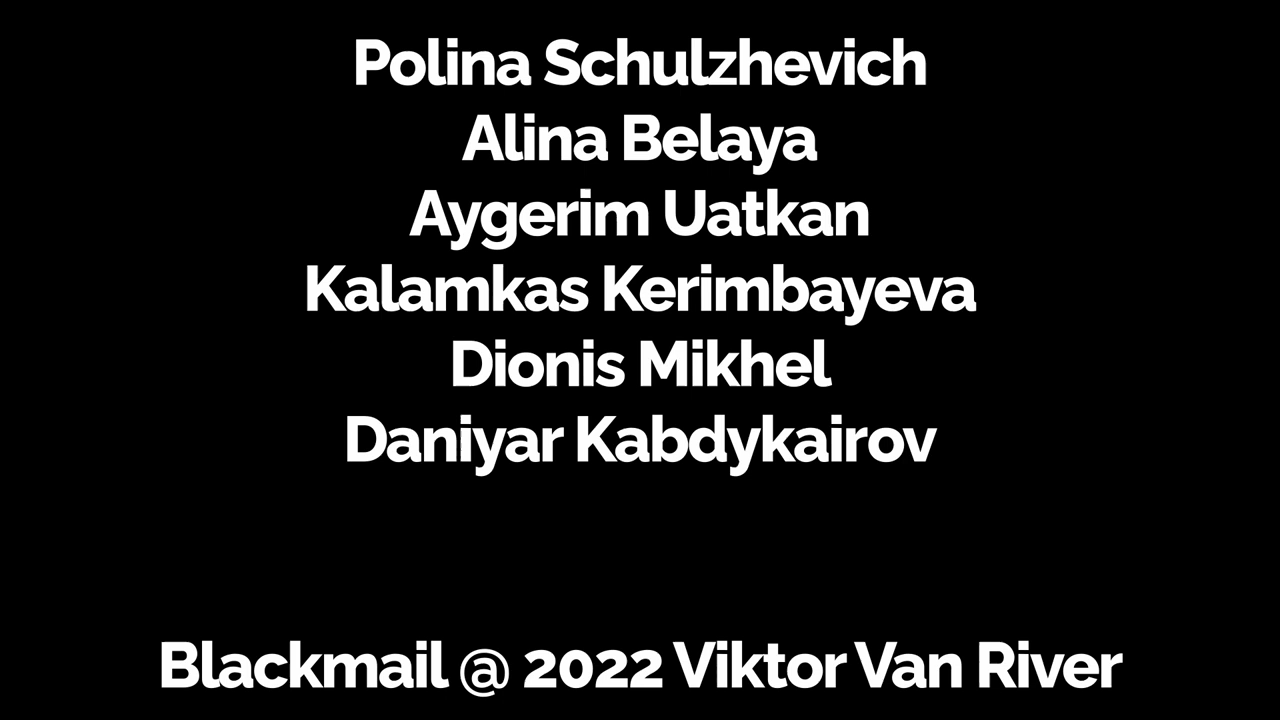 Polina Schulzhevich
Alina Belaya
Aygerim Uatkan
Kalamkas Kerimbayeva
Dionis Mikhel
Daniyar Kabdykairov
Blackmail @ 2022 Viktor Van River